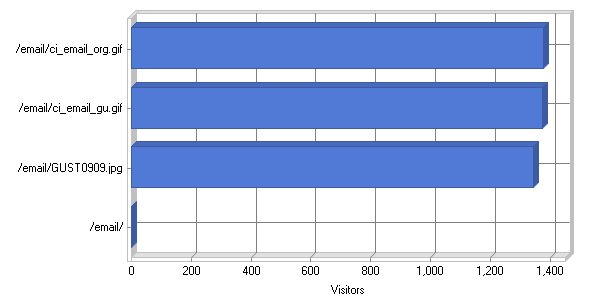 /email/ci_email_org.gif
/email/ci_email_gu.gif
/email/GUST0909.jpg
/email/
0 200 400 600 800 1,000 1,200 1,400
Visitors